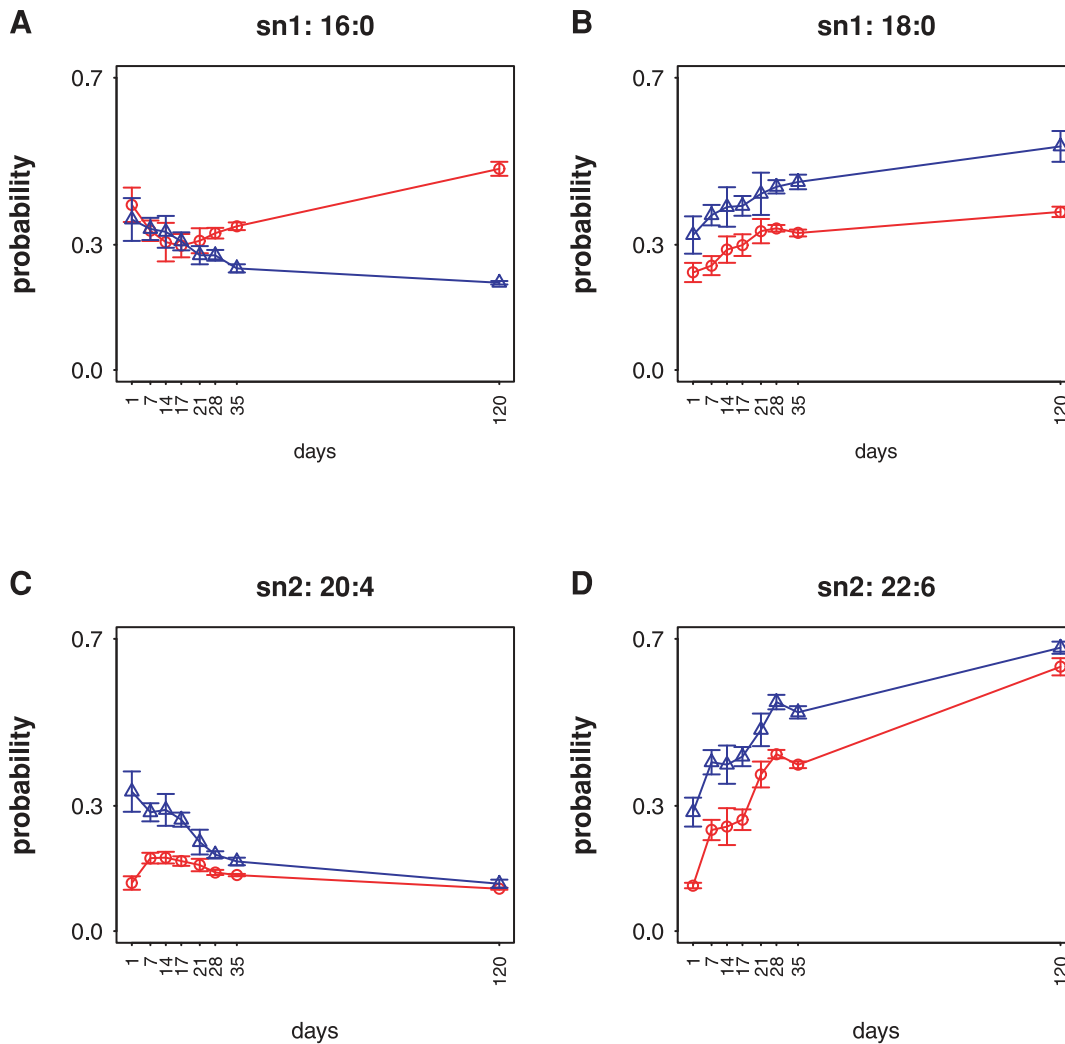 A
sn1: 16:0
probability
0.7
0.3
0.0
1 7 14 17 21 28 35 120
days
B
sn1: 18:0
probability
0.7
0.3
0.0
1 7 14 17 21 28 35 120
days
C
sn2: 20:4
probability
0.7
0.3
0.0
1 7 14 17 21 28 35 120
days
D
sn2: 22:6
probability
0.7
0.3
0.0
1 7 14 17 21 28 35 120
days